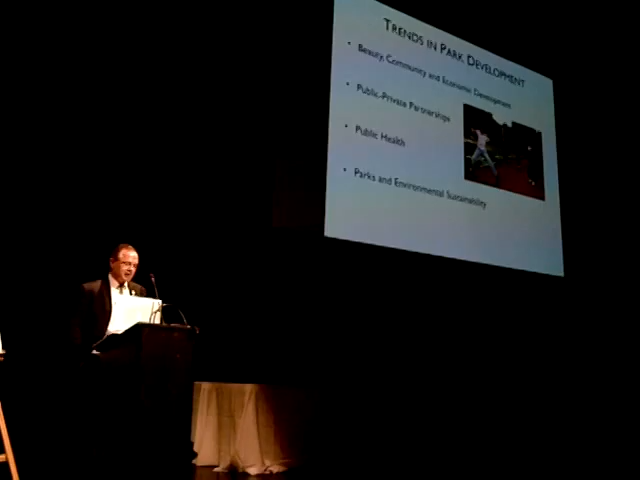 TRENDS IN PARK DEVELOPMENT
• Beauty, Community and Economic Development
• Public-Private Partnerships
• Public Health
• Parks and Environmental Sustainability